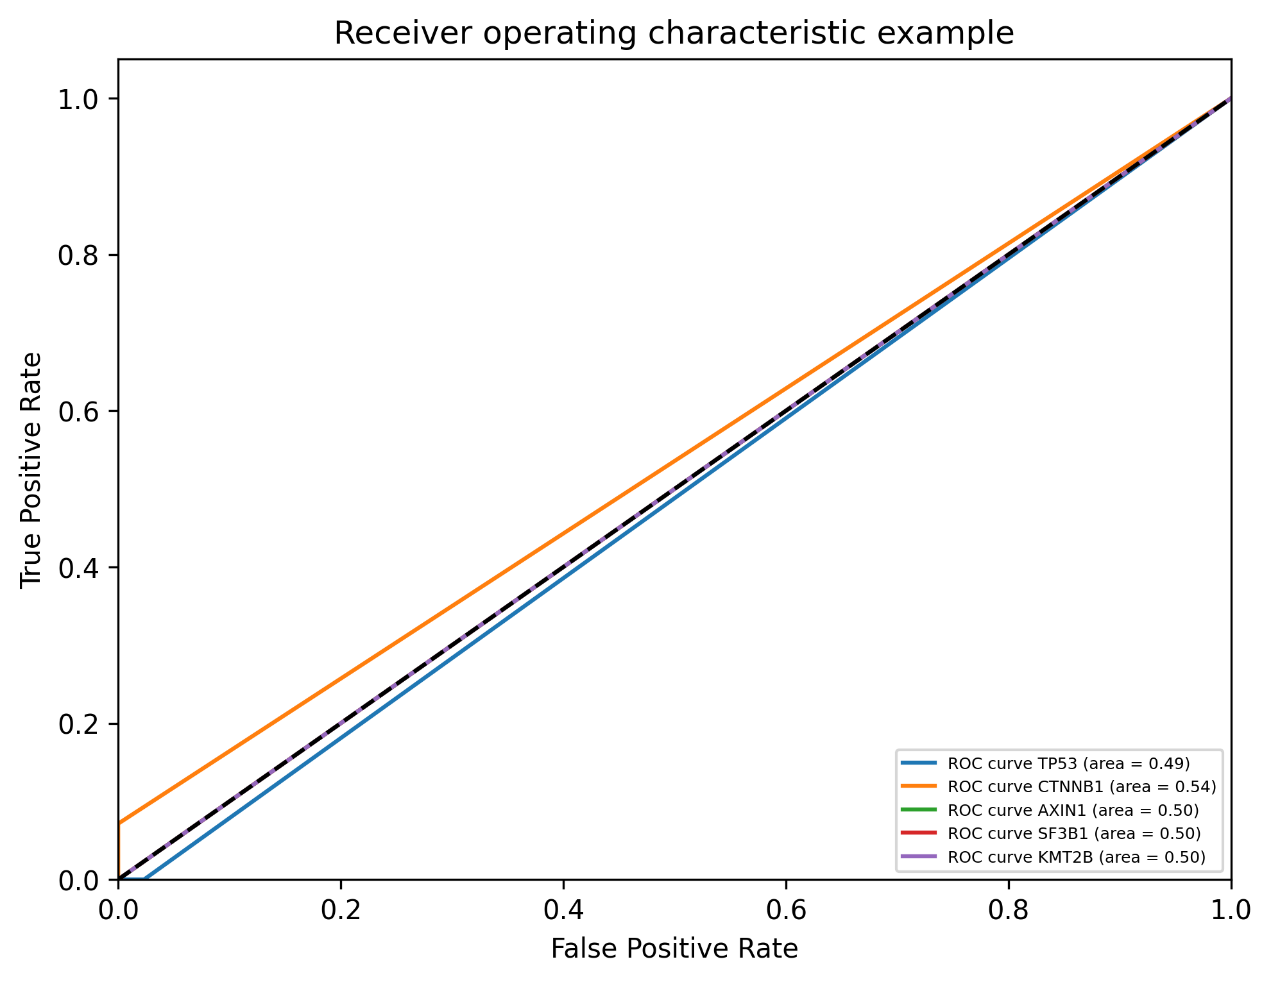 Receiver operating characteristic example
True Positive Rate
1.0
0.8
0.6
0.4
0.2
0.0
ROC curve TP53 (area = 0.49)
ROC curve CTNNB1 (area = 0.54)
ROC curve AXIN1 (area = 0.50)
ROC curve SF3B1 (area = 0.50)
ROC curve KMT2B (area = 0.50)
0.0 0.2 0.4 0.6 0.8 1.0
False Positive Rate